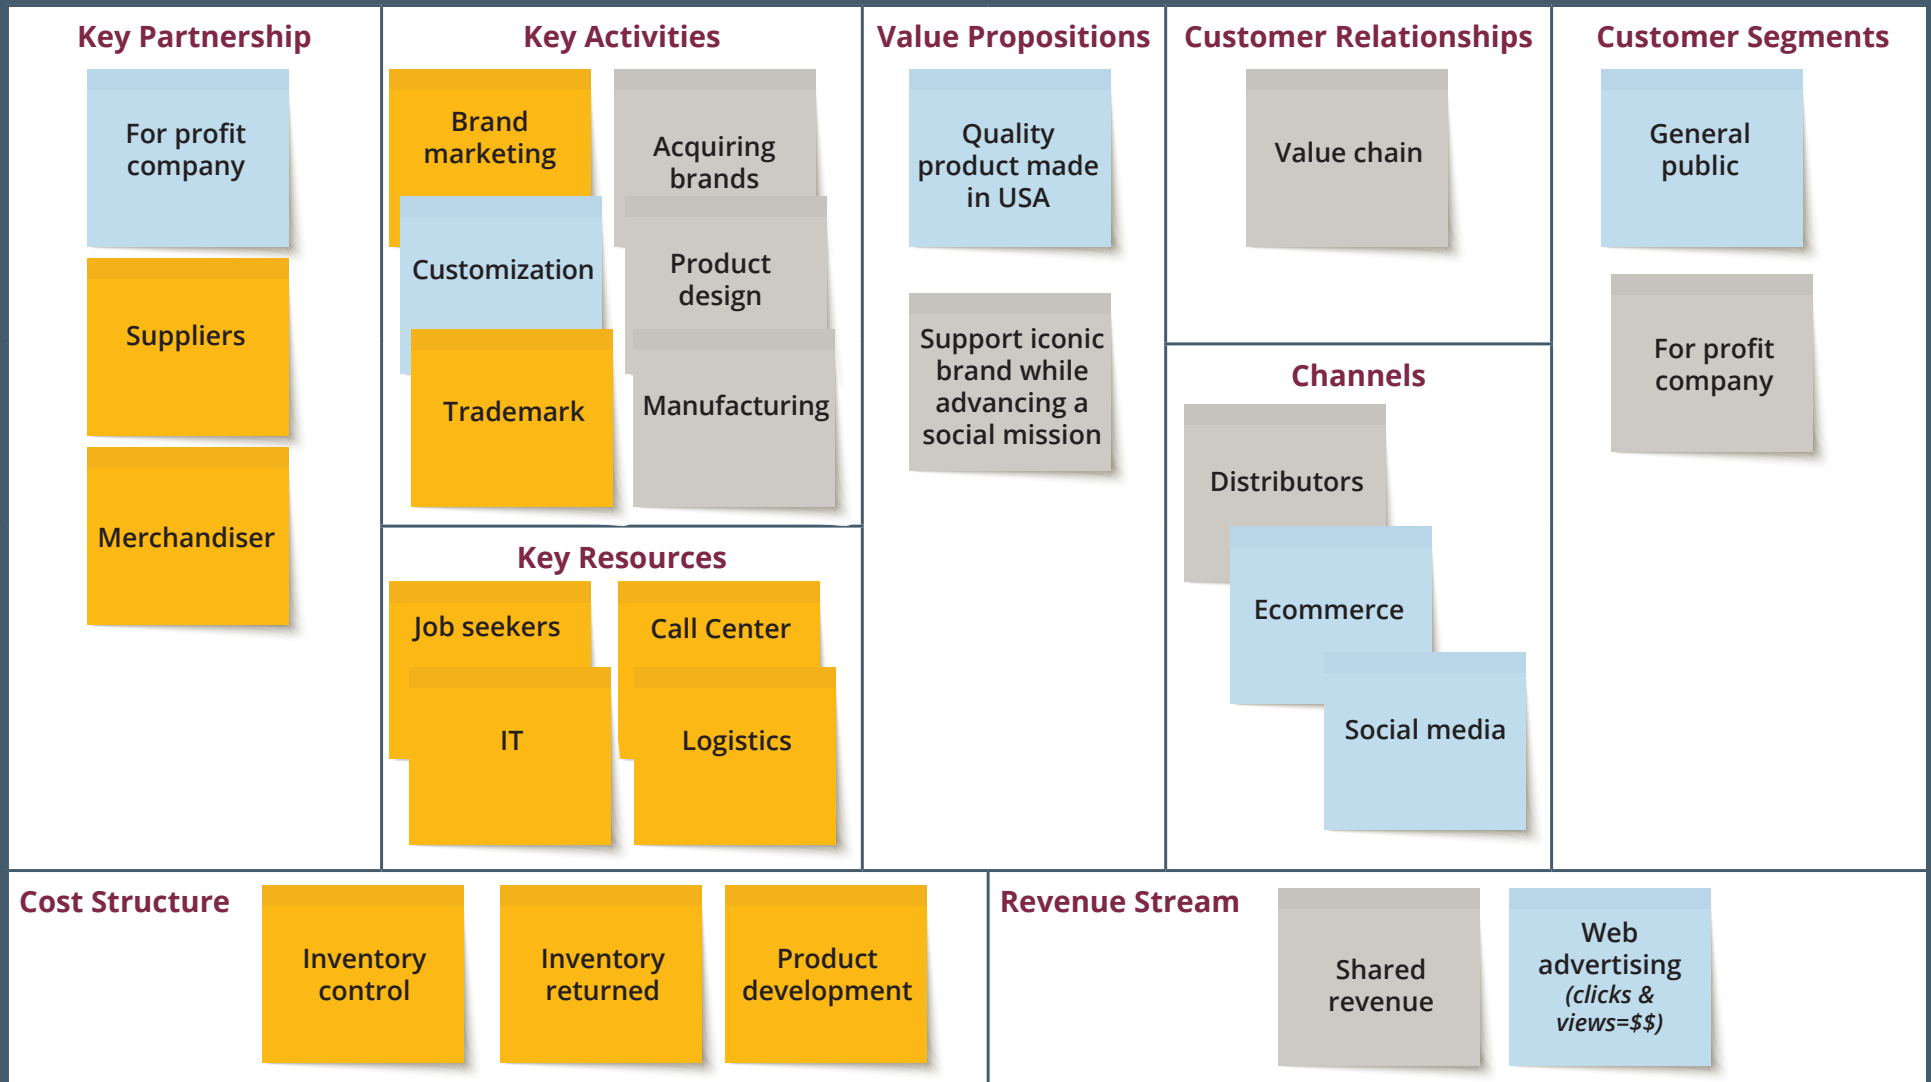 Key Partnership
For profit
company
Suppliers
Merchandiser
Key Activities
Brand
marketing
Acquiring
brands
Customization
Product
design
Trademark
Manufacturing
Key Resources
Job seekers
Call Center
IT
Logistics
Value Propositions
Quality
product made
in USA
Support iconic
brand while
advancing a
social mission
Customer Relationships
Value chain
Channels
Distributors
Ecommerce
Social media
Customer Segments
General
public
For profit
company
Cost Structure
Inventory
control
Inventory
returned
Product
development
Revenue Stream
Shared
revenue
Web
advertising
(clicks &
views=$$)